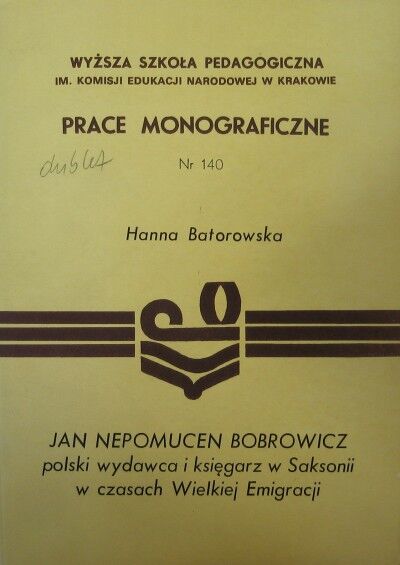 WYŻSZA SZKOŁA PEDAGOGICZNA
IM. KOMISJI EDUKACJI NARODOWEJ W KRAKOWIE
PRACE MONOGRAFICZNE
dublet
Nr 140
Hanna Batorowska
JAN NEPOMUCEN BOBROWICZ
polski wydawca i księgarz w Saksonii
w czasach Wielkiej Emigracji